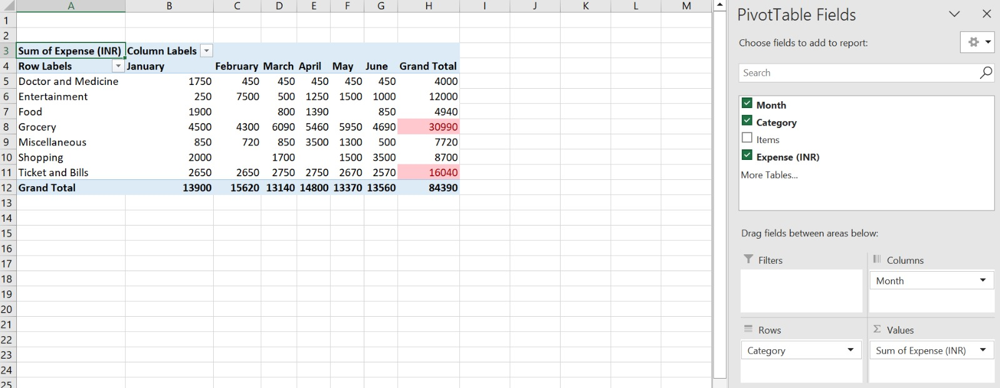 A B C D E F G H I J K L M
1
2
3 Sum of Expense (INR) Column Labels
4 Row Labels January February March April May June Grand Total
5 Doctor and Medicine 1750 450 450 450 450 450 4000
6 Entertainment 250 7500 500 1250 1500 1000 12000
7 Food 1900 800 1390 850 4940
8 Grocery 4500 4300 6090 5460 5950 4690 30990
9 Miscellaneous 850 720 850 3500 1300 500 7720
10 Shopping 2000 1700 1500 3500 8700
11 Ticket and Bills 2650 2650 2750 2750 2670 2570 16040
12 Grand Total 13900 15620 13140 14800 13370 13560 84390
13
14
15
16
17
18
19
20
21
22
23
24
25
PivotTable Fields
Choose fields to add to report:
Search
Month
Category
Items
Expense (INR)
More Tables...
Drag fields between areas below:
Filters
Columns
Month
Rows
Category
Σ Values
Sum of Expense (INR)